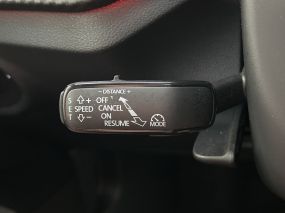 - DISTANCE +
S + OFF
E SPEED CANCEL
T - ON
RESUME MODE